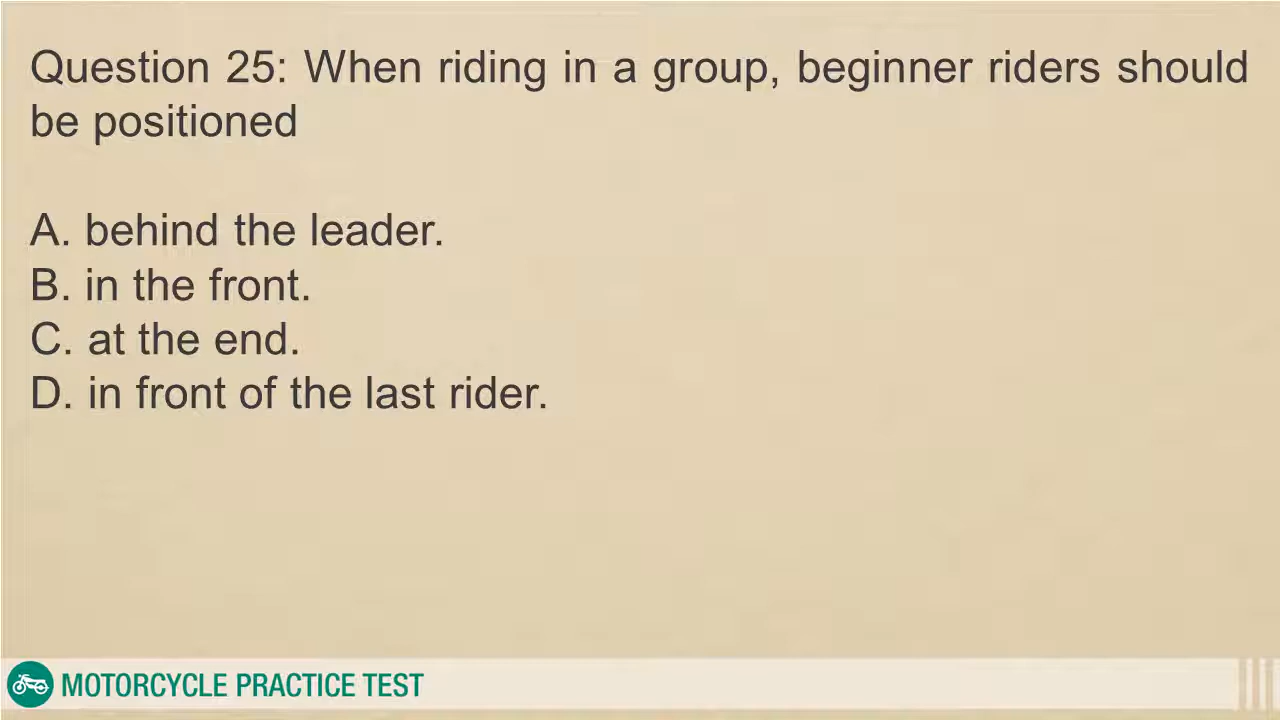 Question 25: When riding in a group, beginner riders should
be positioned
A. behind the leader.
B. in the front.
C. at the end.
D. in front of the last rider.
MOTORCYCLE PRACTICE TEST